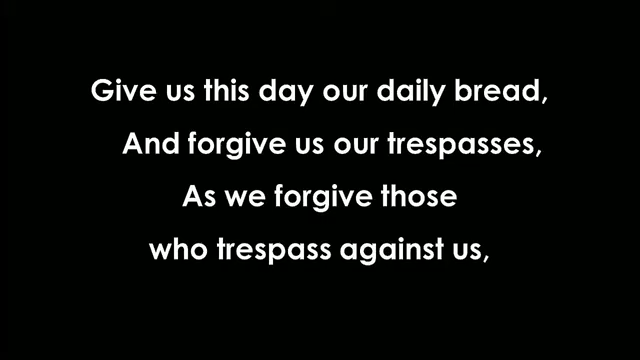 Give us this day our daily bread,
And forgive us our trespasses,
As we forgive those
who trespass against us,